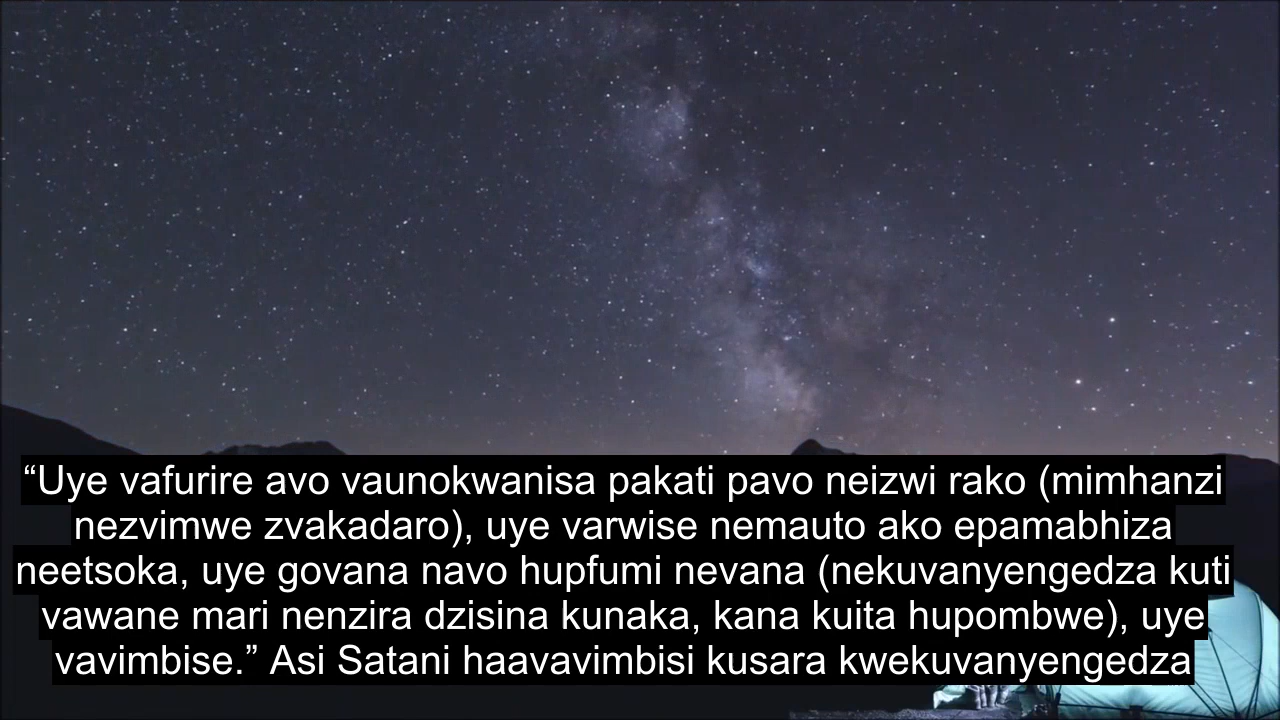 “Uye vafurire avo vaunokwanisa pakati pavo neizwi rako (mimhanzi
nezvimwe zvakadaro), uye varwise nemauto ako epamabhiza
neetsoka, uye govana navo hupfumi nevana (nekuvanyengedza kuti
vawane mari nenzira dzisina kunaka, kana kuita hupombwe), uye
vavimbise.” Asi Satani haavavimbisi kusara kwekuvanyengedza